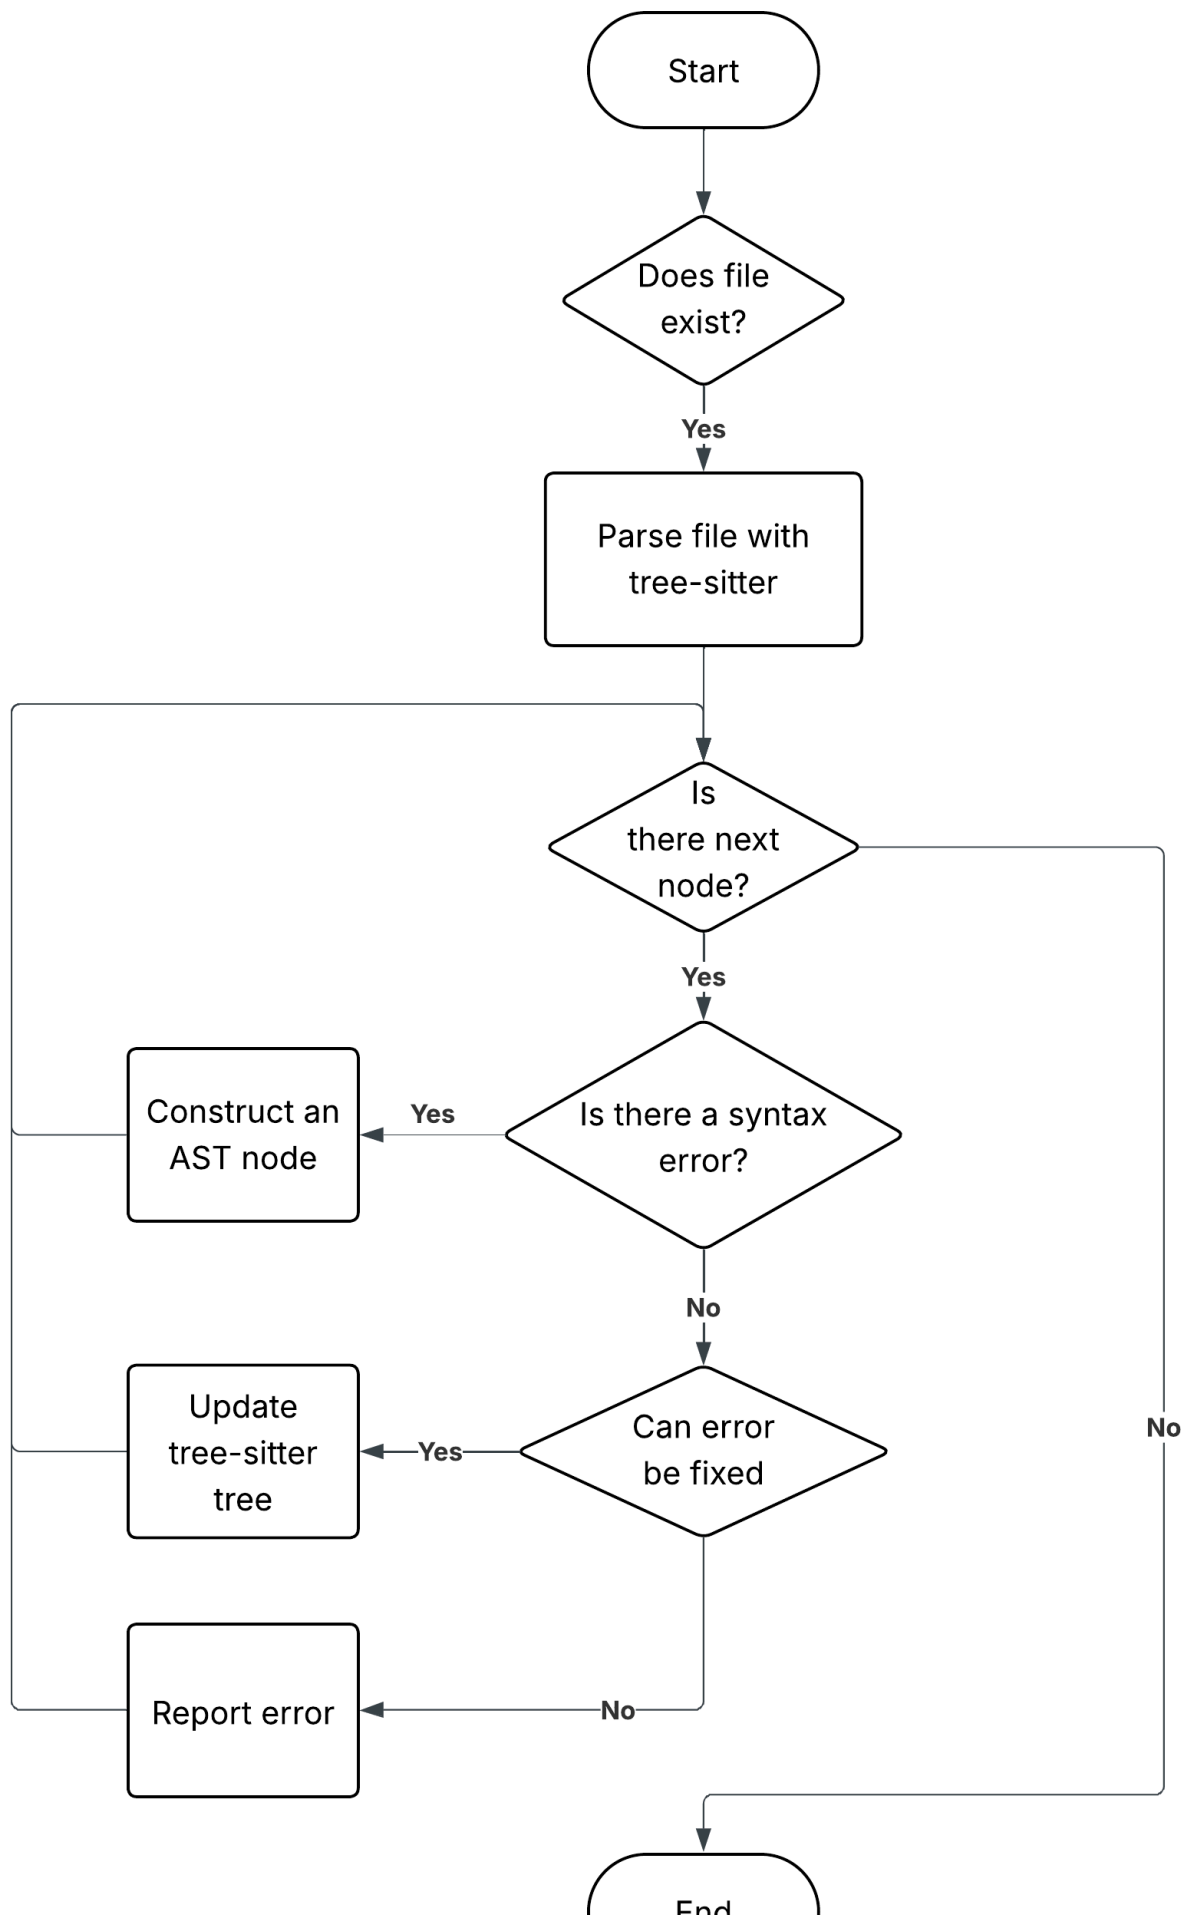 Start
Does file
exist?
Yes
Parse file with
tree-sitter
Is
there next
node?
Yes
Construct an
AST node
Yes
Is there a syntax
error?
No
Update
tree-sitter
tree
Yes
Can error
be fixed
No
Report error
No
End